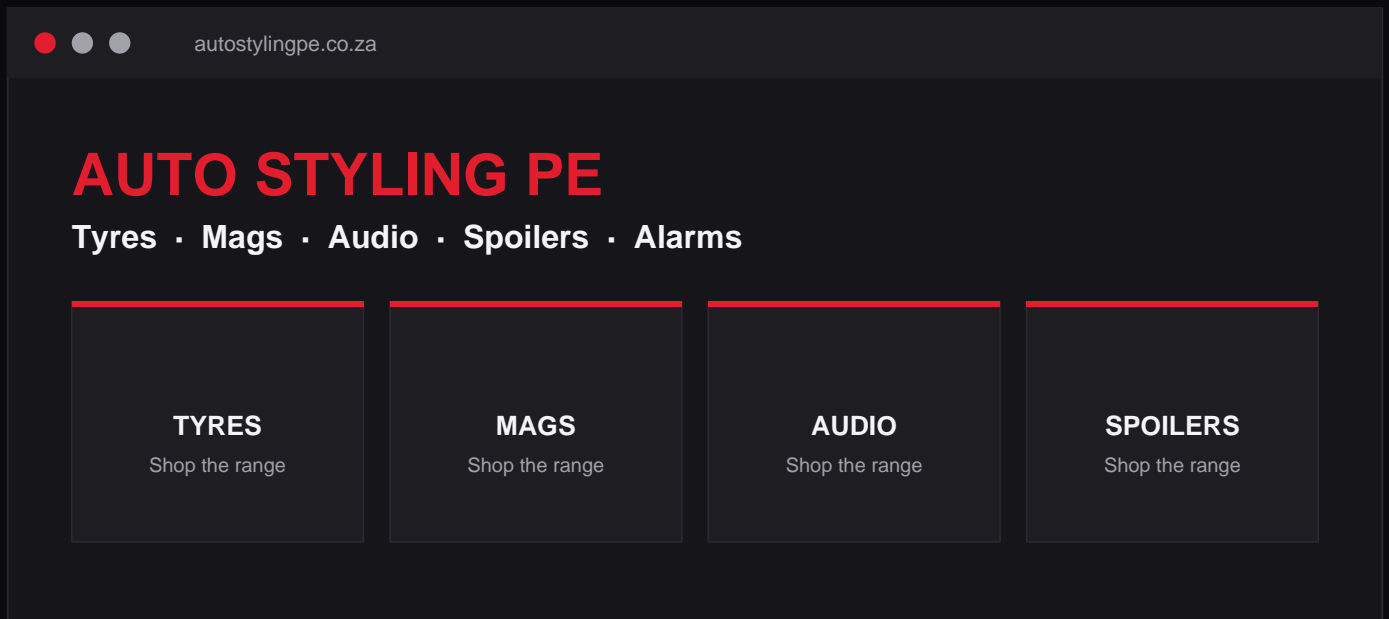 autostylingpe.co.za
AUTO STYLING PE
Tyres · Mags · Audio · Spoilers · Alarms
TYRES
Shop the range
MAGS
Shop the range
AUDIO
Shop the range
SPOILERS
Shop the range